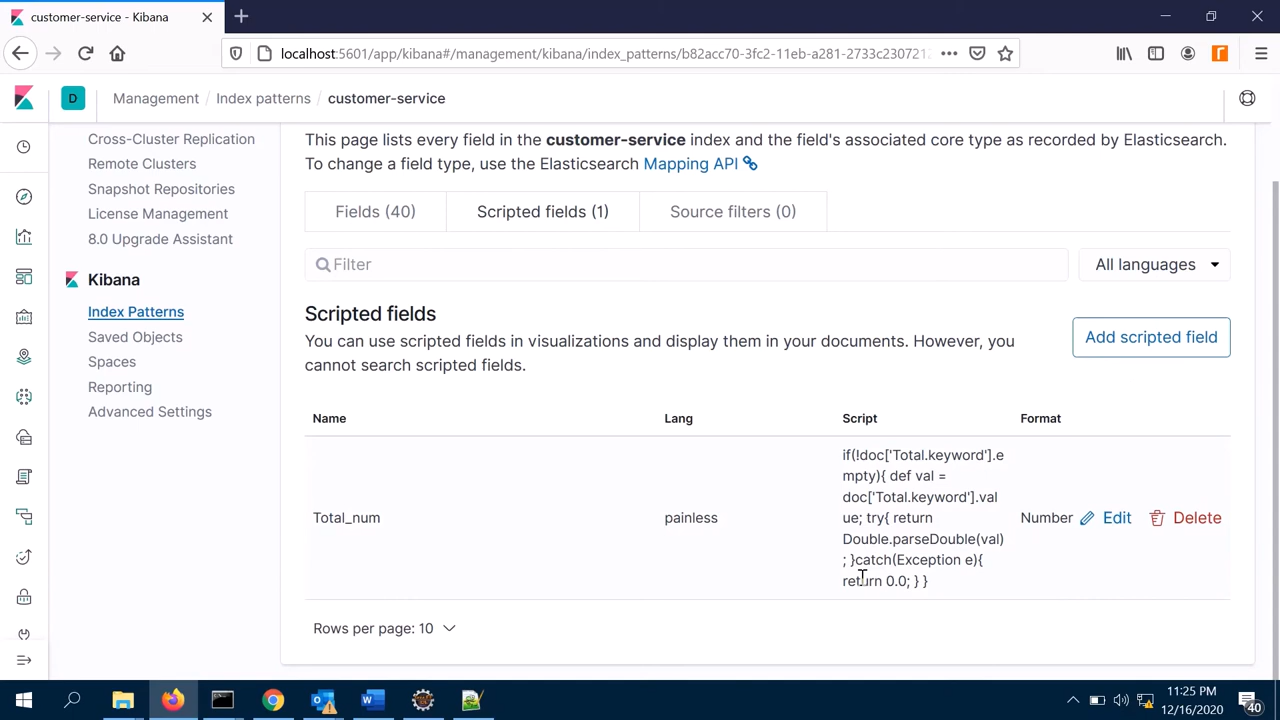 customer-service - Kibana
localhost:5601/app/kibana#/management/kibana/index_patterns/b82acc70-3fc2-11eb-a281-2733c2307212
D
Management / Index patterns / customer-service
Cross-Cluster Replication
Remote Clusters
Snapshot Repositories
License Management
8.0 Upgrade Assistant
Kibana
Index Patterns
Saved Objects
Spaces
Reporting
Advanced Settings
This page lists every field in the customer-service index and the field's associated core type as recorded by Elasticsearch.
To change a field type, use the Elasticsearch Mapping API
Fields (40) Scripted fields (1) Source filters (0)
Filter All languages
Scripted fields
You can use scripted fields in visualizations and display them in your documents. However, you
cannot search scripted fields.
Add scripted field
Name Lang Script Format
Total_num painless
if(!doc['Total.keyword'].e
mpty){ def val =
doc['Total.keyword'].val
ue; try{ return
Double.parseDouble(val)
; }catch(Exception e){
return 0.0; } }
Number Edit Delete
Rows per page: 10
11:25 PM
12/16/2020
40